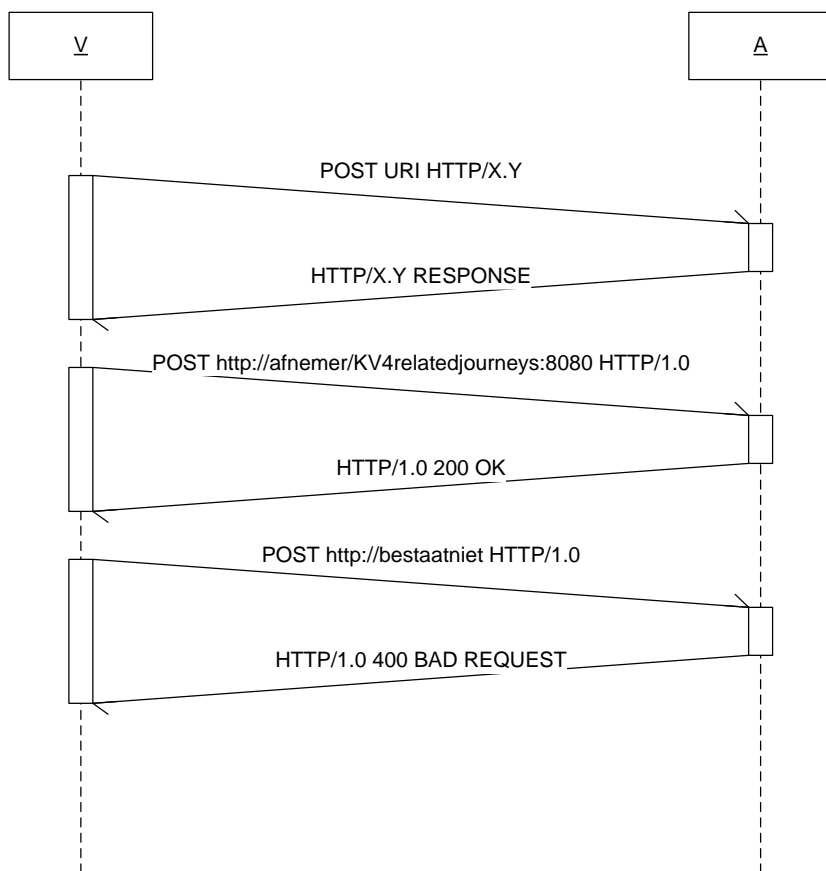 V
A
POST URI HTTP/X.Y
HTTP/X.Y RESPONSE
POST http://afnemer/KV4relatedjourneys:8080 HTTP/1.0
HTTP/1.0 200 OK
POST http://bestaatniet HTTP/1.0
HTTP/1.0 400 BAD REQUEST